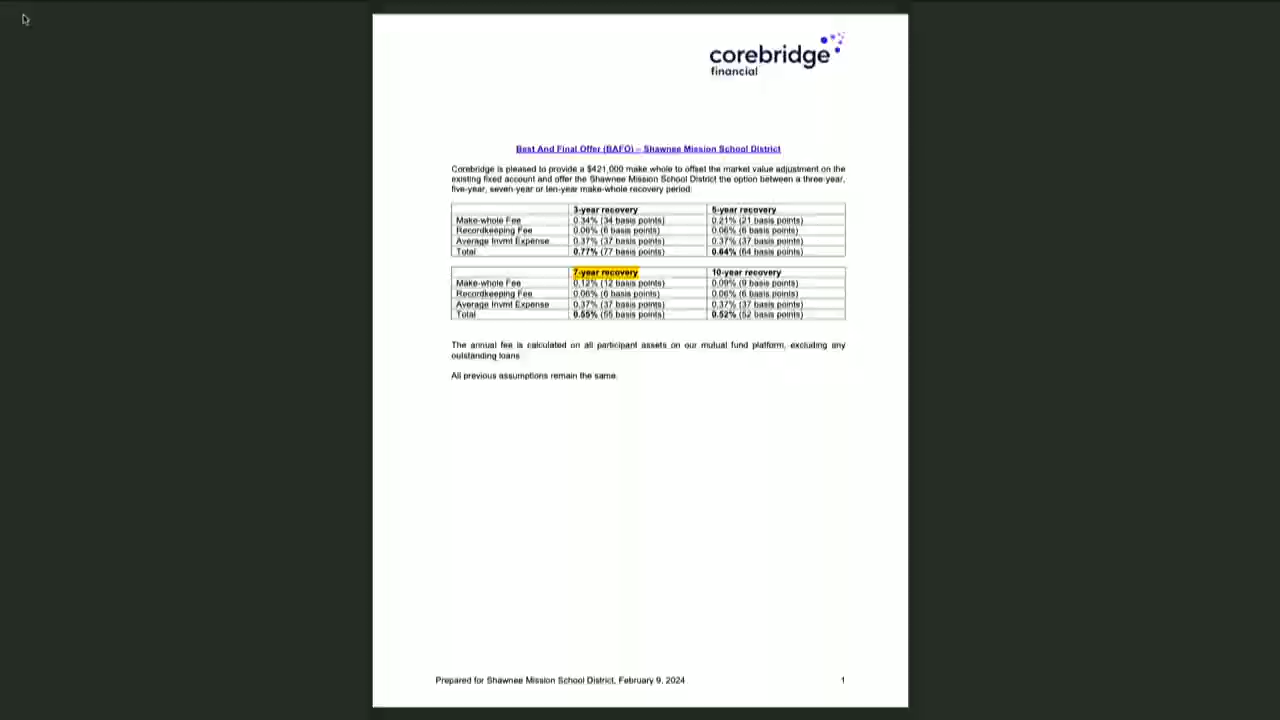 corebridge
financial
Best And Final Offer (BAFO) – Shawnee Mission School District
Corebridge is pleased to provide a $421,000 make whole to offset the market value adjustment on the
existing fixed account and offer the Shawnee Mission School District the option between a three-year,
five-year, seven-year or ten-year make-whole recovery period:
3-year recovery 5-year recovery
Make-whole Fee 0.34% (34 basis points) 0.21% (21 basis points)
Recordkeeping Fee 0.06% (6 basis points) 0.06% (6 basis points)
Average Invmt Expense 0.37% (37 basis points) 0.37% (37 basis points)
Total 0.77% (77 basis points) 0.64% (64 basis points)
7-year recovery 10-year recovery
Make-whole Fee 0.12% (12 basis points) 0.09% (9 basis points)
Recordkeeping Fee 0.06% (6 basis points) 0.06% (6 basis points)
Average Invmt Expense 0.37% (37 basis points) 0.37% (37 basis points)
Total 0.55% (55 basis points) 0.52% (52 basis points)
The annual fee is calculated on all participant assets on our mutual fund platform, excluding any
outstanding loans
All previous assumptions remain the same.
Prepared for Shawnee Mission School District, February 9, 2024 1